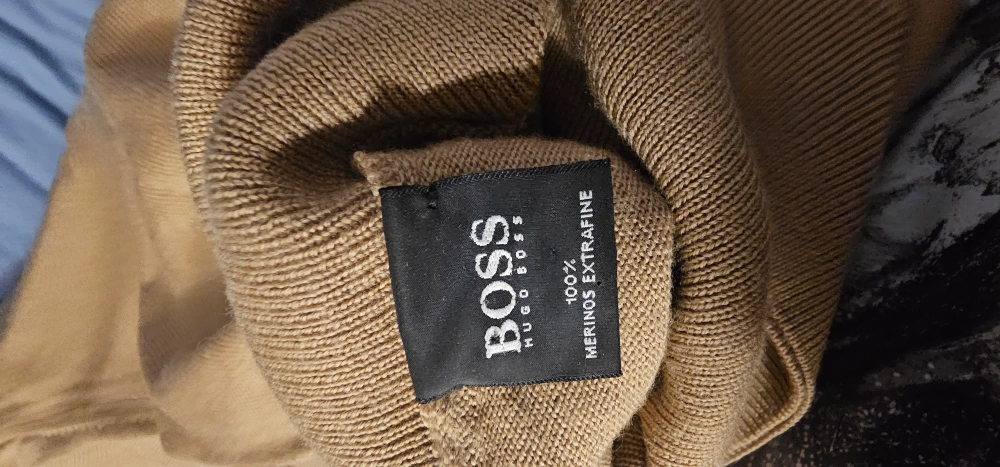 BOSS
HUGO BOSS
100%
MERINOS EXTRAFINE